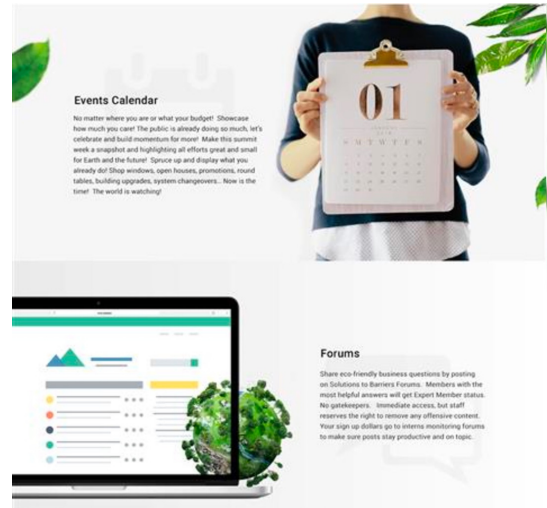 Events Calendar
No matter where you are or what your budget! Showcase
how much you care! The public is already doing so much, let's
celebrate and build momentum for more! Make this summit
week a snapshot and highlighting all efforts great and small
for Earth and the future! Spruce up and display what you
already do! Shop windows, open houses, promotions, round
tables, building upgrades, system changeovers... Now is the
time! The world is watching!
01
S M T W T F S
Forums
Share eco-friendly business questions by posting
on Solutions to Barriers Forums. Members with the
most helpful answers will get Expert Member status.
No gatekeepers. Immediate access, but staff
reserves the right to remove any offensive content.
Your sign up dollars go to interns monitoring forums
to make sure posts stay productive and on topic.